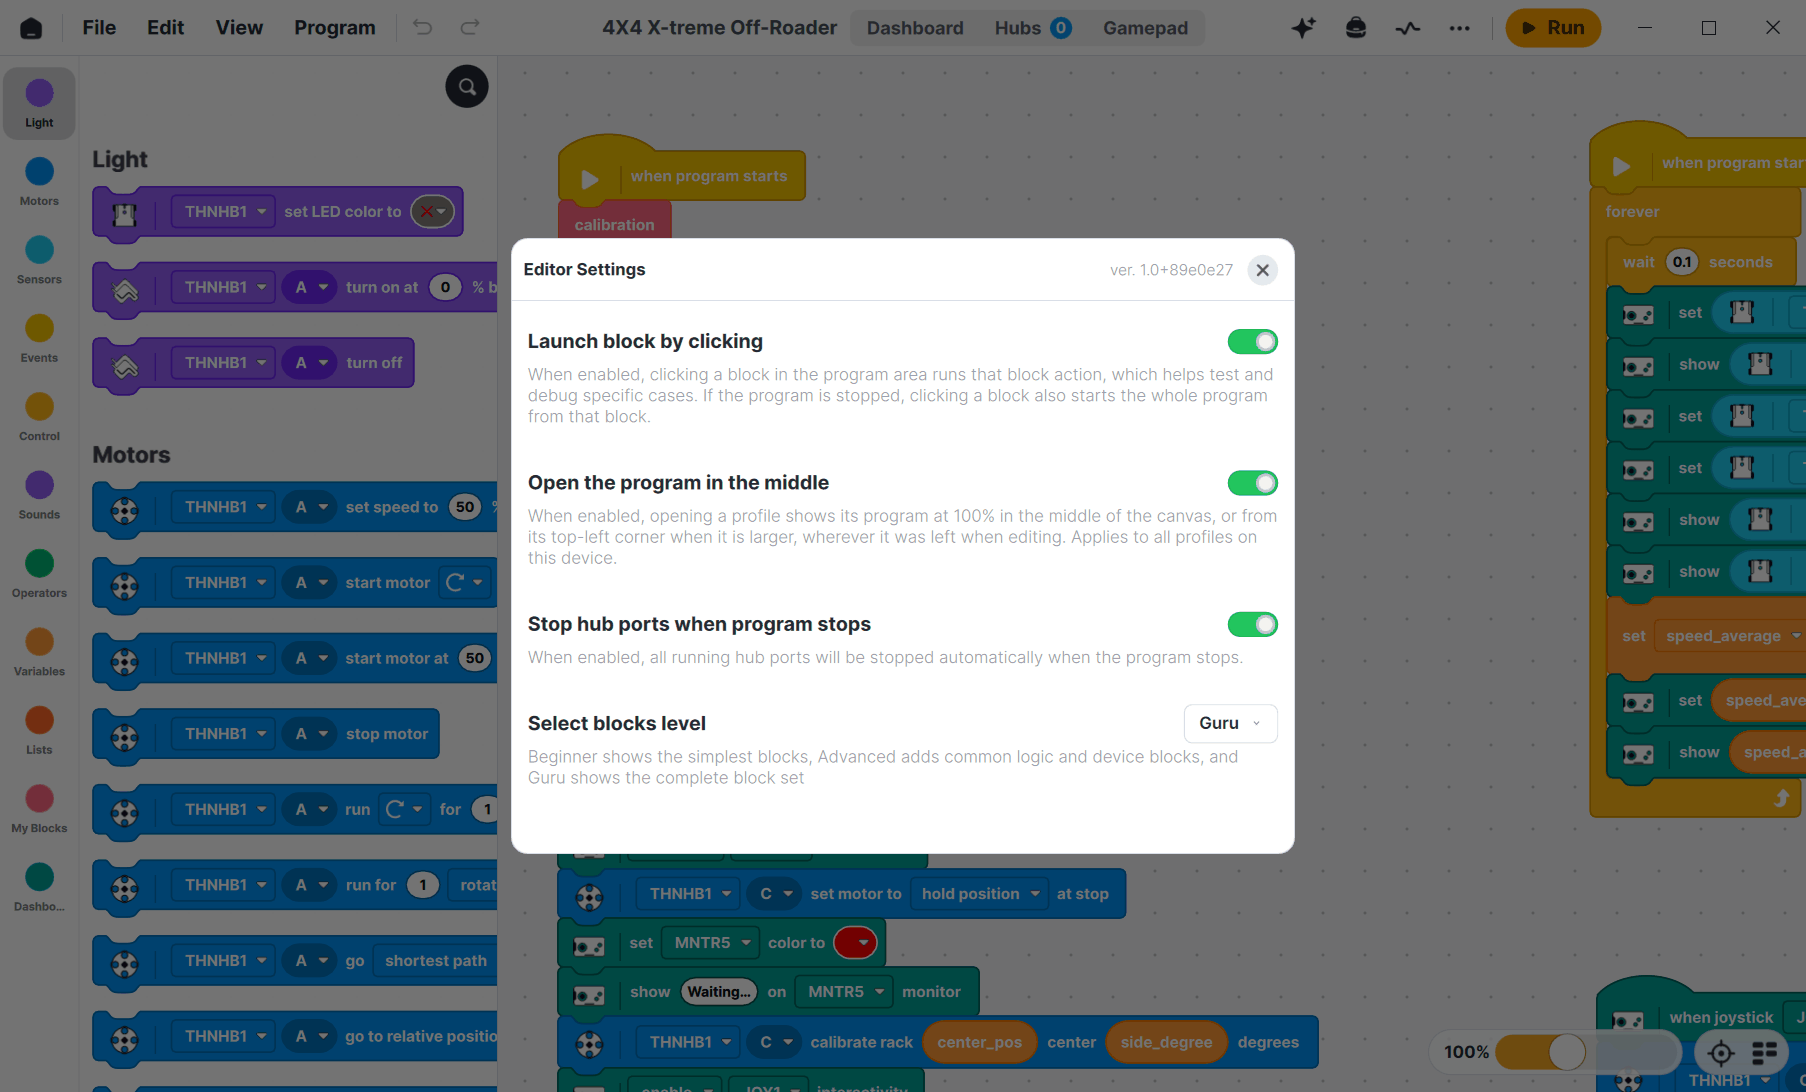 File Edit View Program 4X4 X-treme Off-Roader Dashboard Hubs 0 Gamepad Run
Light
Motors
Sensors
Events
Control
Sounds
Operators
Variables
Lists
My Blocks
Dashbo...
Light
THNHB1 set LED color to
THNHB1 A turn on at 0 % b
THNHB1 A turn off
Motors
THNHB1 A set speed to 50 %
THNHB1 A start motor
THNHB1 A start motor at 50
THNHB1 A stop motor
THNHB1 A run for 1
THNHB1 A run for 1 rotat
THNHB1 A go shortest path
THNHB1 A go to relative positio
when program starts
calibration
Editor Settings
ver. 1.0+89e0e27
Launch block by clicking
When enabled, clicking a block in the program area runs that block action, which helps test and
debug specific cases. If the program is stopped, clicking a block also starts the whole program
from that block.
Open the program in the middle
When enabled, opening a profile shows its program at 100% in the middle of the canvas, or from
its top-left corner when it is larger, wherever it was left when editing. Applies to all profiles on
this device.
Stop hub ports when program stops
When enabled, all running hub ports will be stopped automatically when the program stops.
Select blocks level
Guru
Beginner shows the simplest blocks, Advanced adds common logic and device blocks, and
Guru shows the complete block set
THNHB1 C set motor to hold position at stop
set MNTR5 color to
show Waiting... on MNTR5 monitor
THNHB1 C calibrate rack center_pos center side_degree degrees
enable JOY1 interactivity
when program star
forever
wait 0.1 seconds
set
show
set
set
show
show
set speed_average
set speed_ave
show speed_a
when joystick J
THNHB1
100%